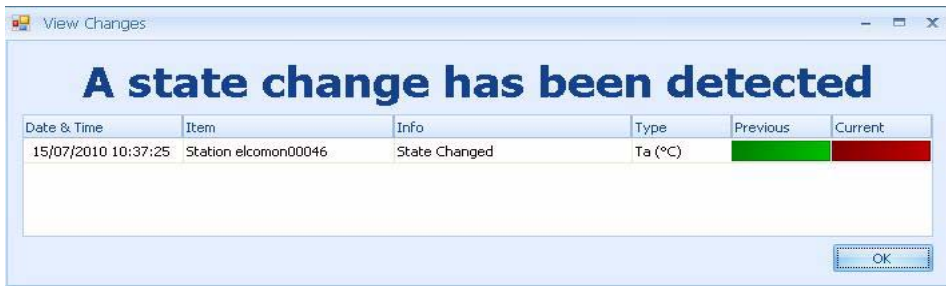 View Changes
A state change has been detected
Date & Time Item Info Type Previous Current
15/07/2010 10:37:25 Station elcomon00046 State Changed Ta (°C)
OK